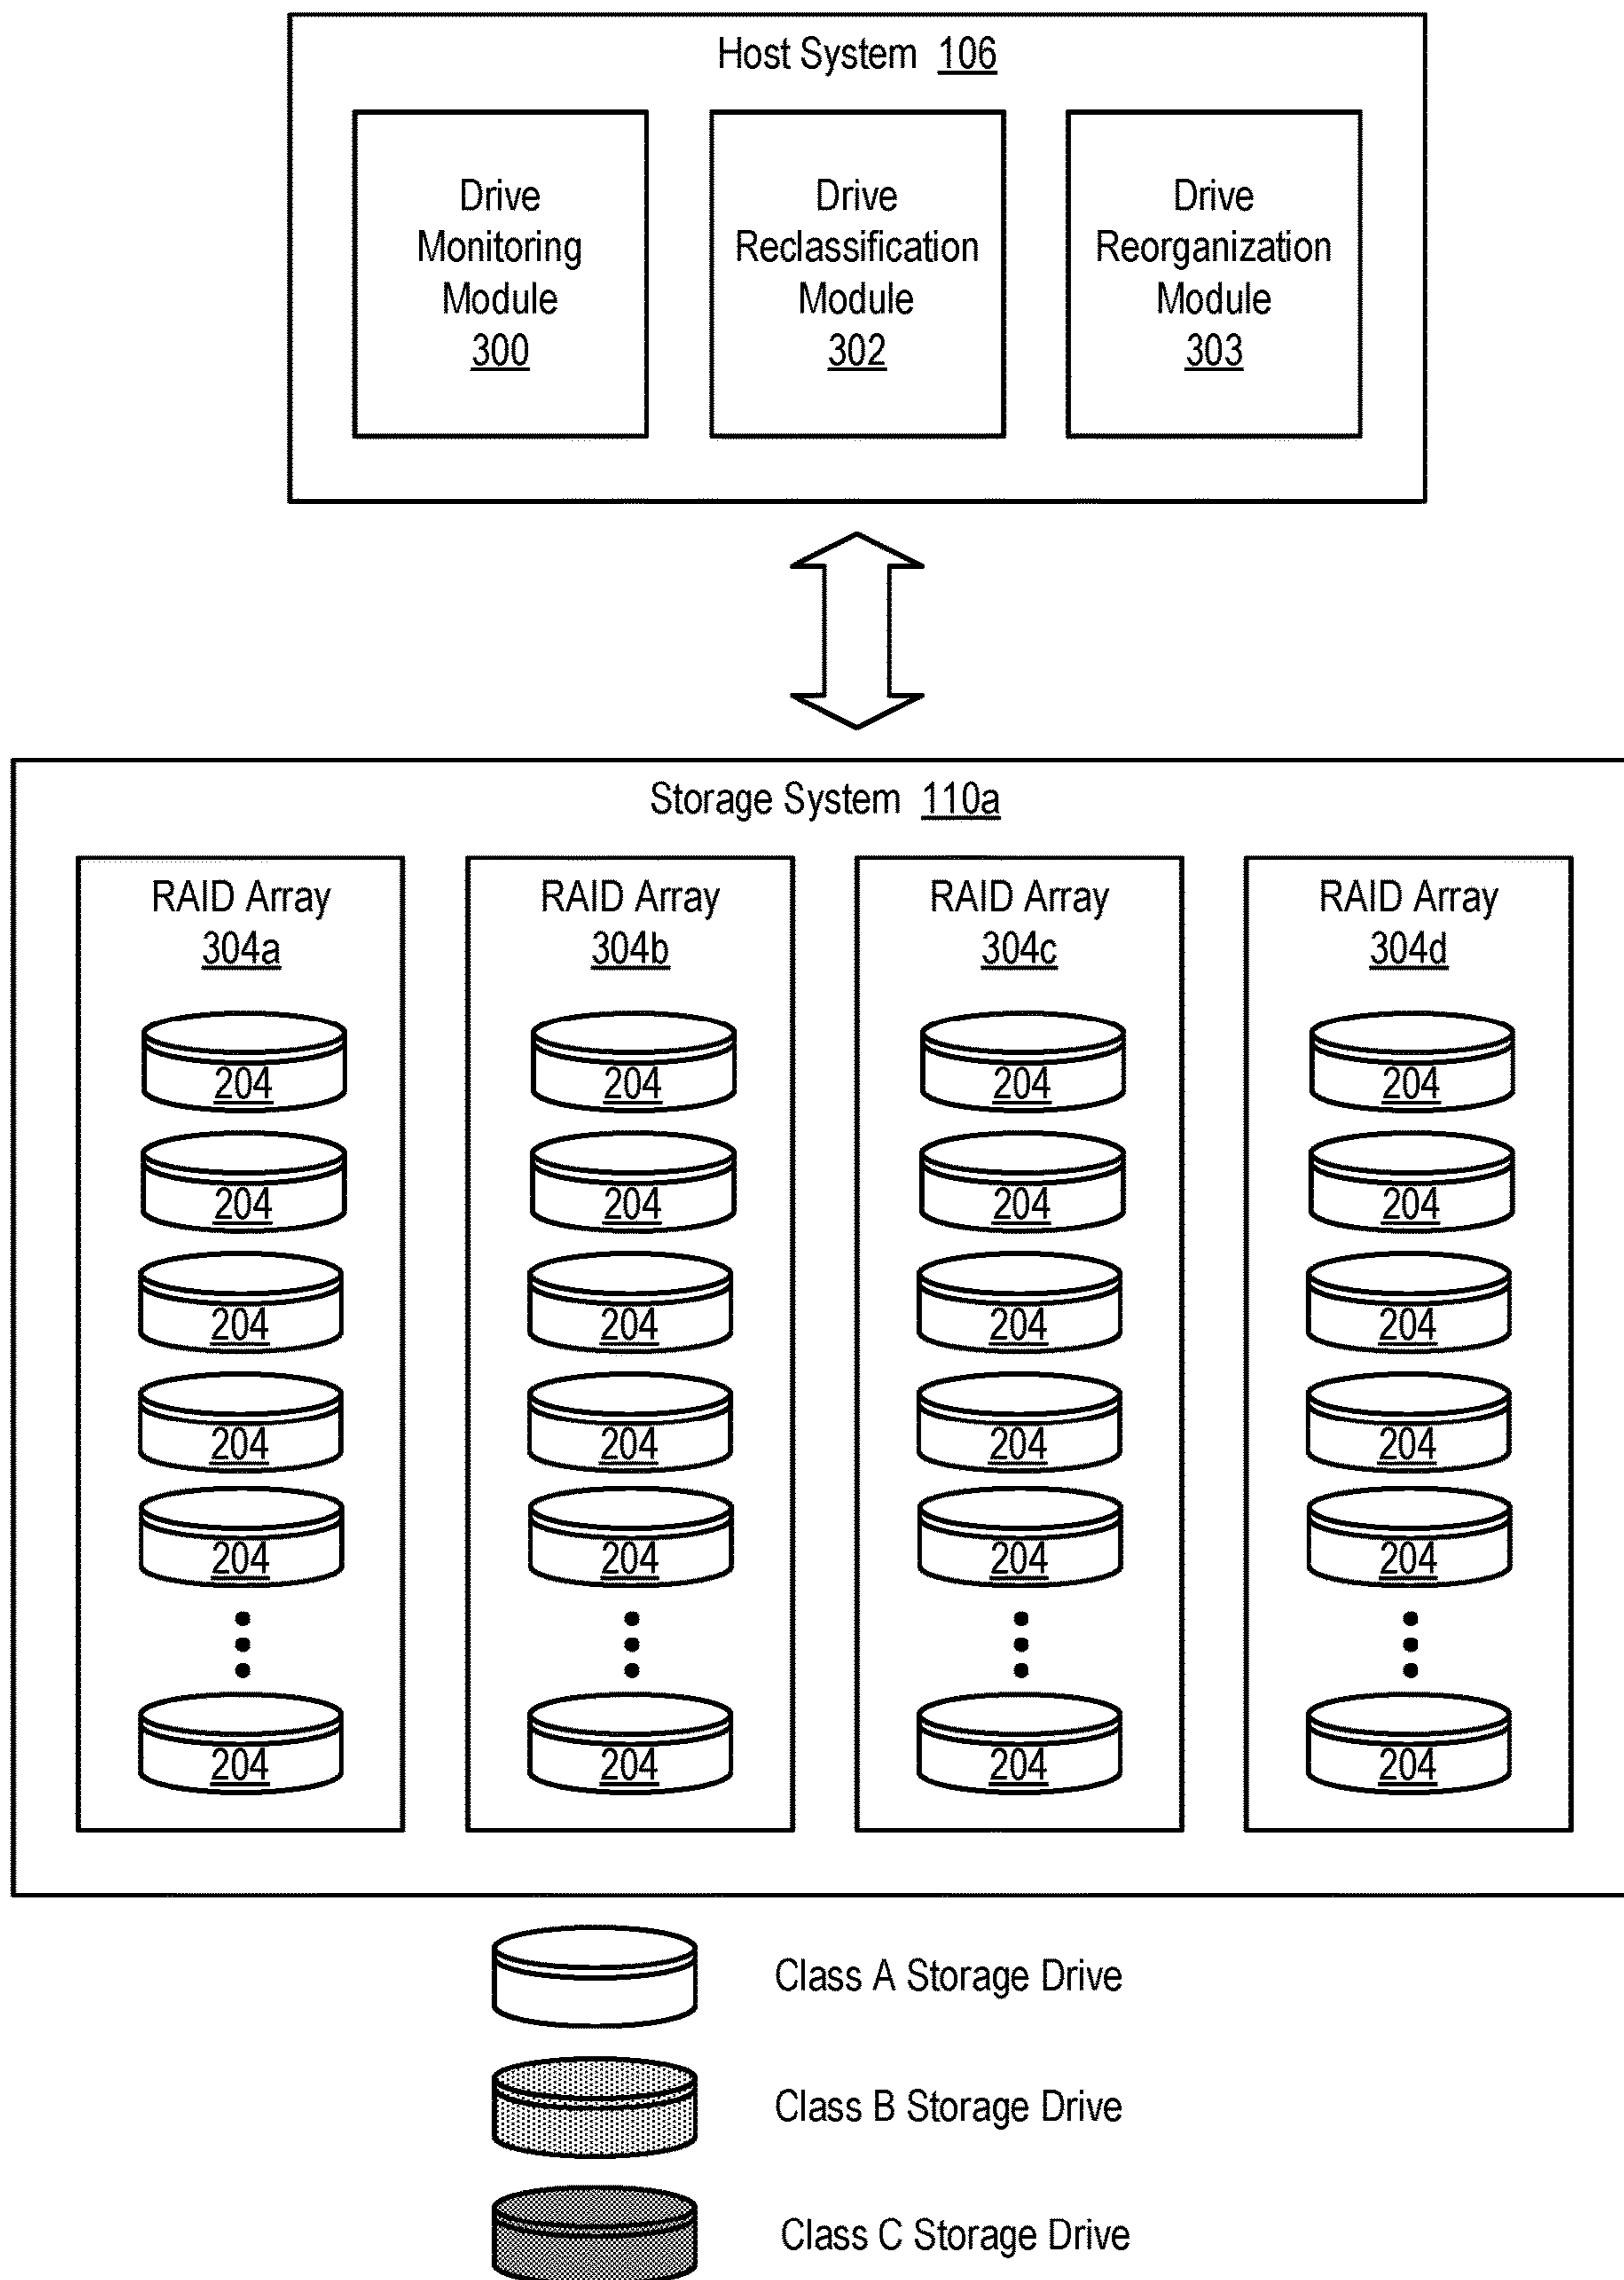 Host System 106
Drive
Monitoring
Module
300
Drive
Reclassification
Module
302
Drive
Reorganization
Module
303
Storage System 110a
RAID Array
304a
204
204
204
204
204
204
RAID Array
304b
204
204
204
204
204
204
RAID Array
304c
204
204
204
204
204
204
RAID Array
304d
204
204
204
204
204
204
Class A Storage Drive
Class B Storage Drive
Class C Storage Drive